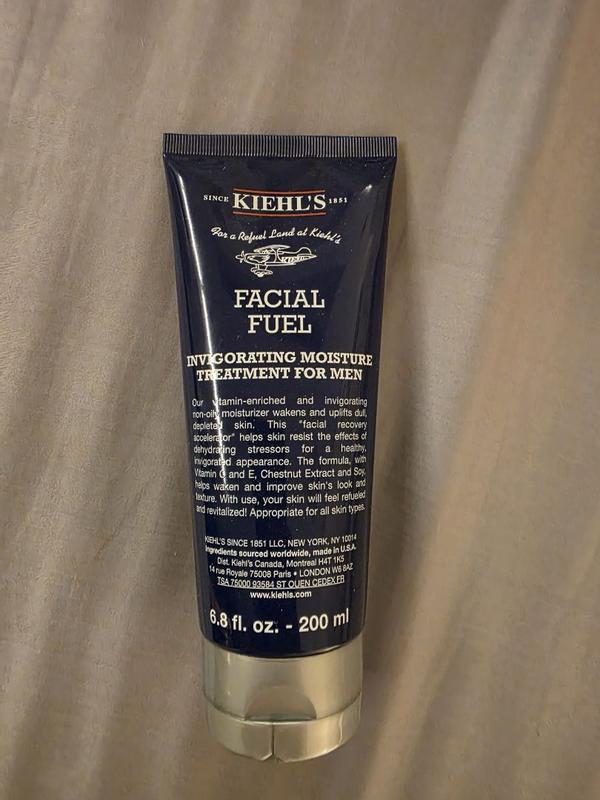 SINCE KIEHL'S 1851
For a Refuel Land at Kiehl's
KIEHL'S
FACIAL
FUEL
INVIGORATING MOISTURE
TREATMENT FOR MEN
Our vitamin-enriched and invigorating
non-oily moisturizer wakens and uplifts dull,
depleted skin. This "facial recovery
accelerator" helps skin resist the effects of
dehydrating stressors for a healthy,
invigorated appearance. The formula, with
Vitamin C and E, Chestnut Extract and Soy,
helps waken and improve skin's look and
texture. With use, your skin will feel refueled
and revitalized! Appropriate for all skin types.
KIEHL'S SINCE 1851 LLC, NEW YORK, NY 10014
Ingredients sourced worldwide, made in U.S.A.
Dist. Kiehl's Canada, Montreal H4T 1K5
14 rue Royale 75008 Paris • LONDON W6 8AZ
TSA 75000 93584 ST OUEN CEDEX FR
www.kiehls.com
6.8 fl. oz. - 200 ml